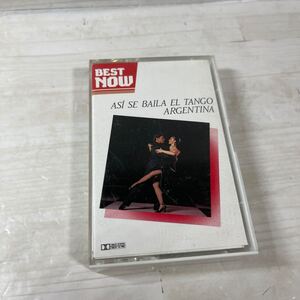 BEST
NOW
ASÍ SE BAILA EL TANGO
ARGENTINA